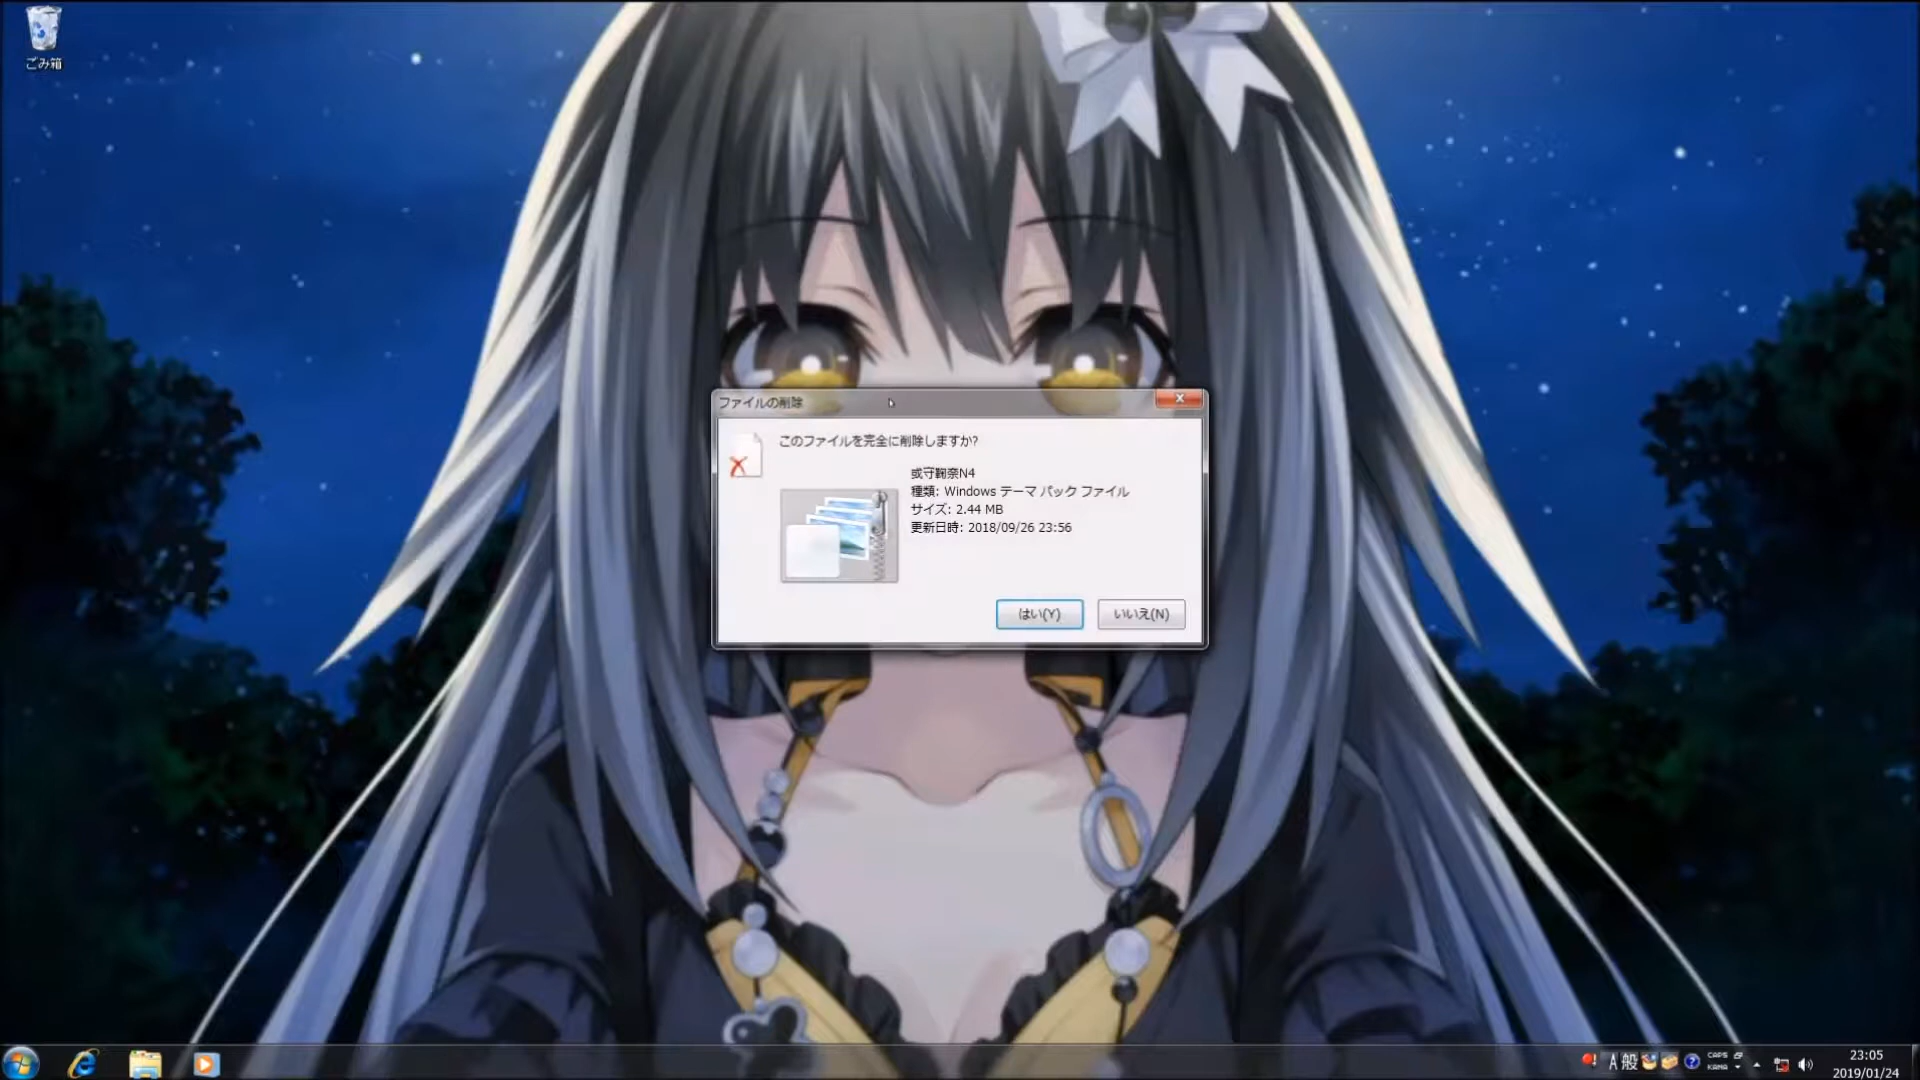 ごみ箱
ファイルの削除
このファイルを完全に削除しますか?
或守鞠奈N4
種類: Windows テーマ パック ファイル
サイズ: 2.44 MB
更新日時: 2018/09/26 23:56
はい(Y)
いいえ(N)
A 般
CAPS
KANA
23:05
2019/01/24